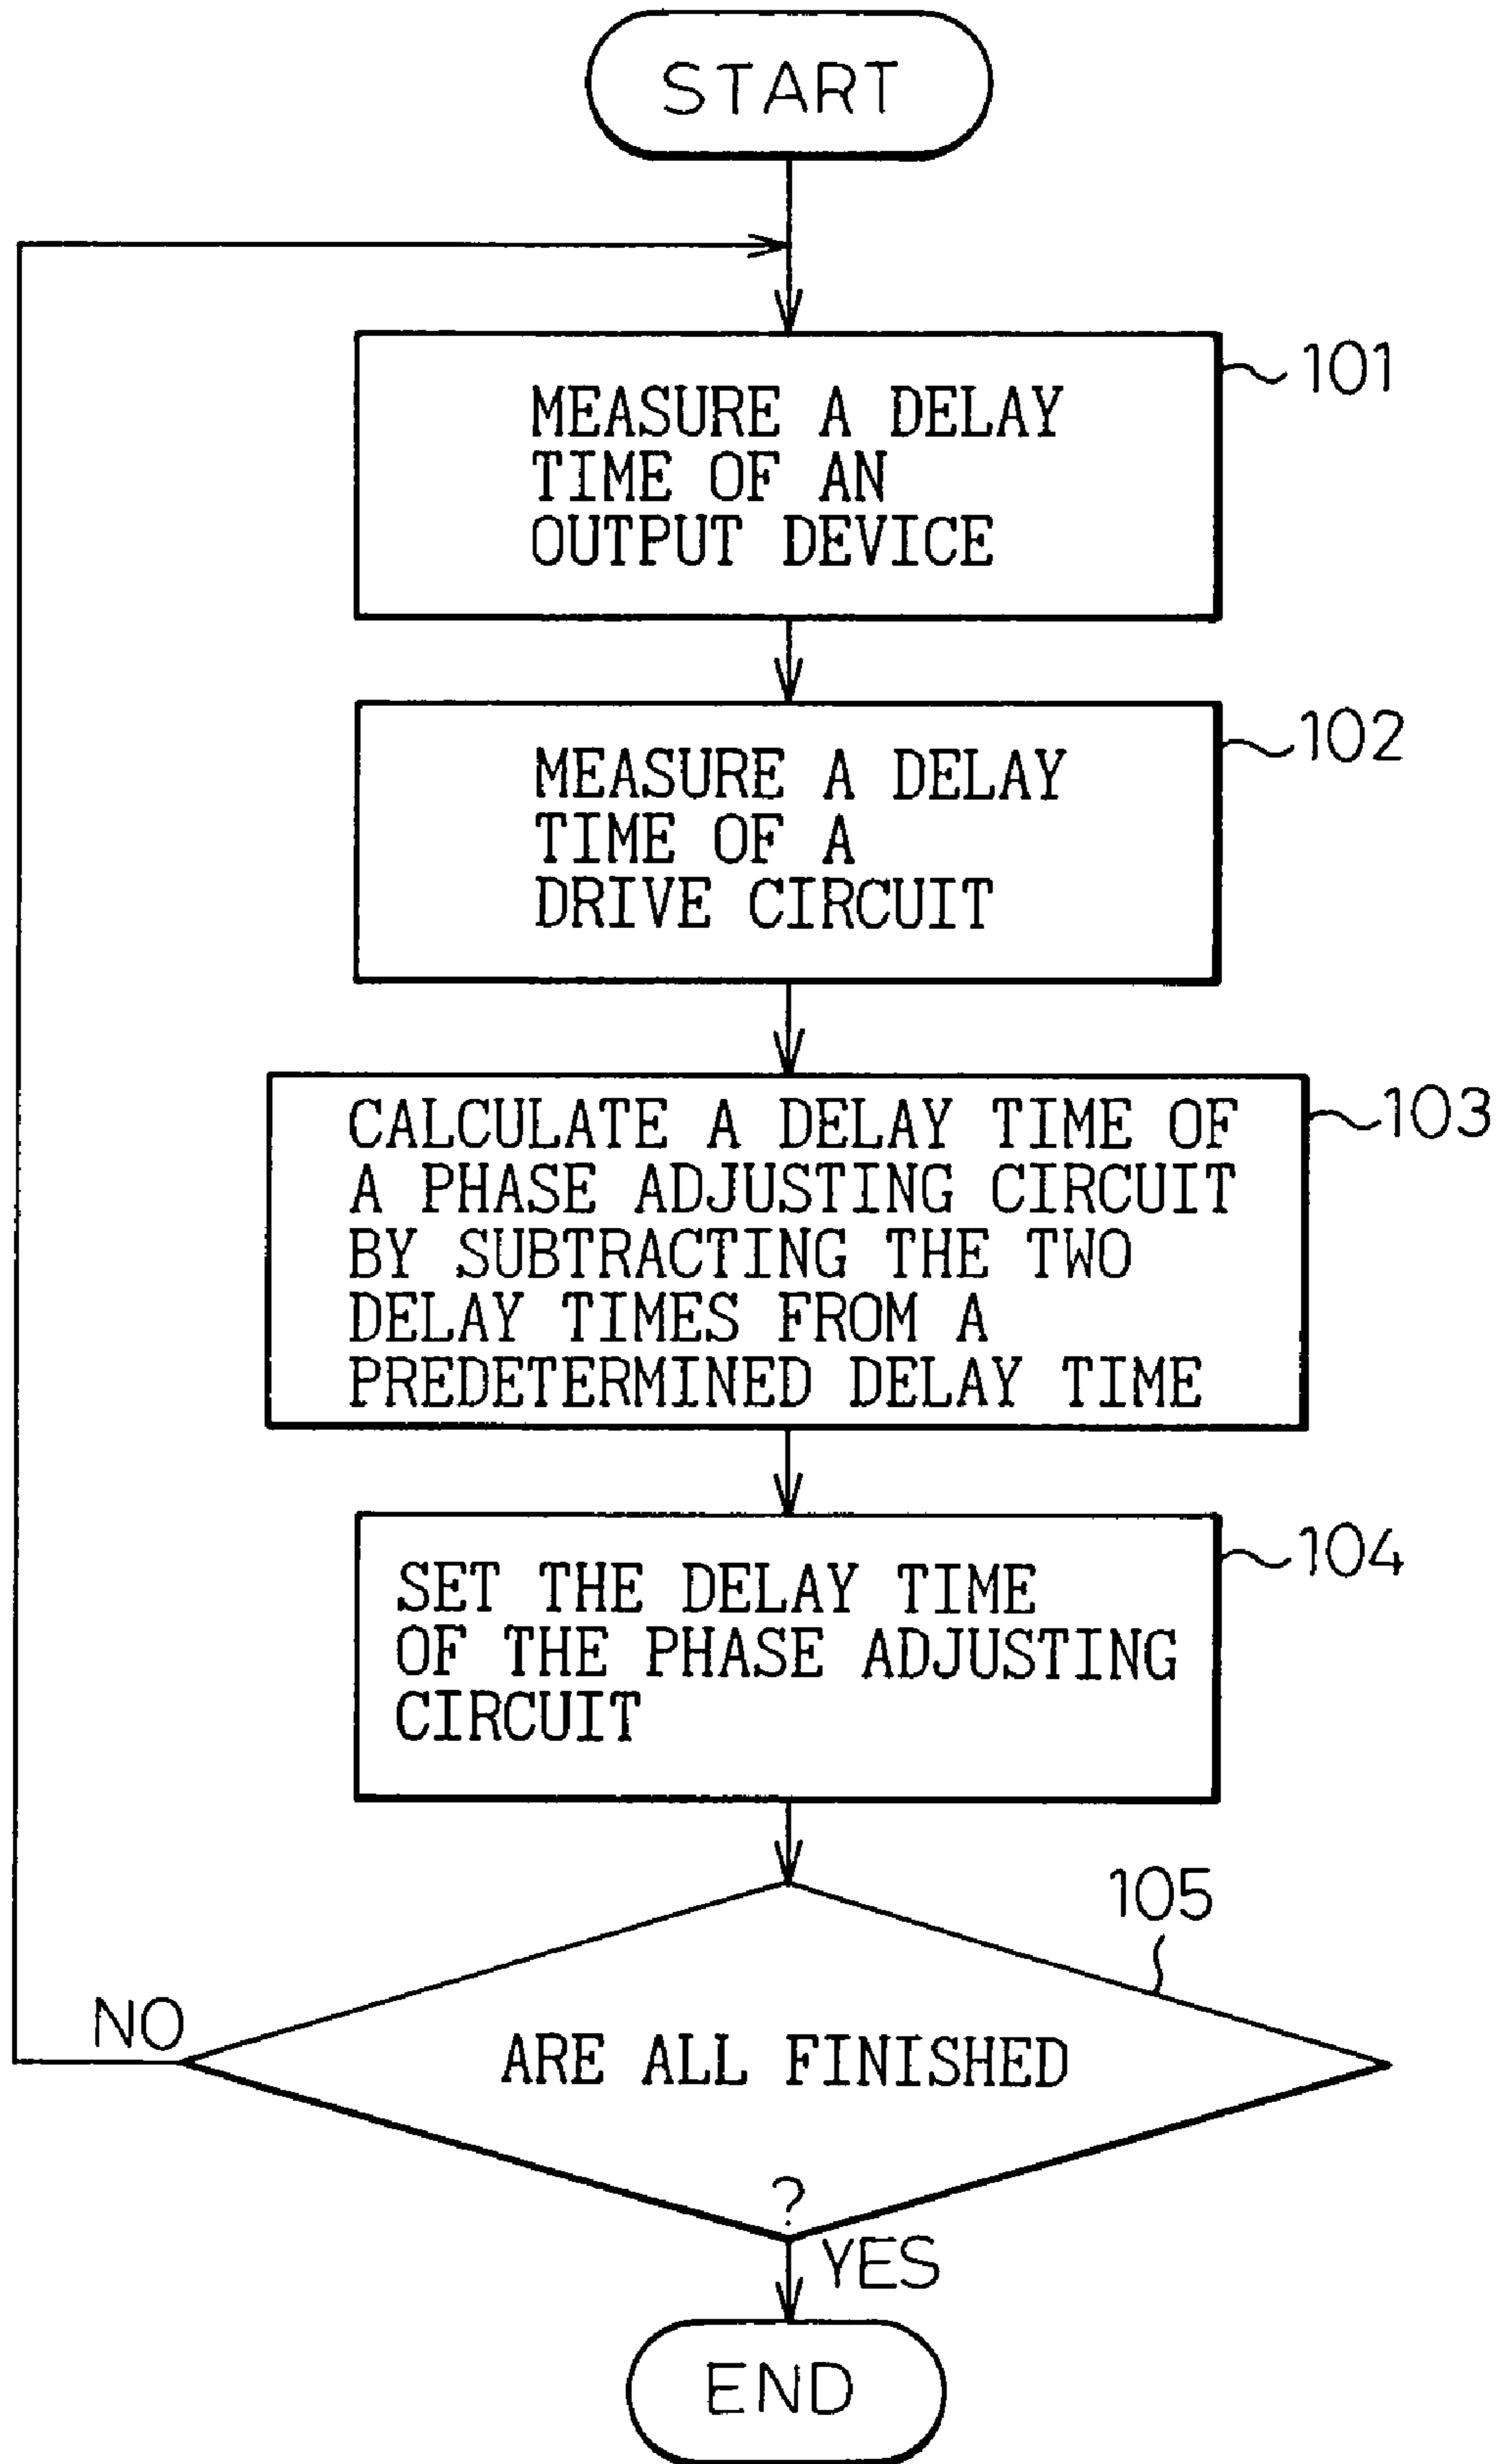 START
101
MEASURE A DELAY
TIME OF AN
OUTPUT DEVICE
102
MEASURE A DELAY
TIME OF A
DRIVE CIRCUIT
103
CALCULATE A DELAY TIME OF
A PHASE ADJUSTING CIRCUIT
BY SUBTRACTING THE TWO
DELAY TIMES FROM A
PREDETERMINED DELAY TIME
104
SET THE DELAY TIME
OF THE PHASE ADJUSTING
CIRCUIT
105
NO
ARE ALL FINISHED
?
YES
END